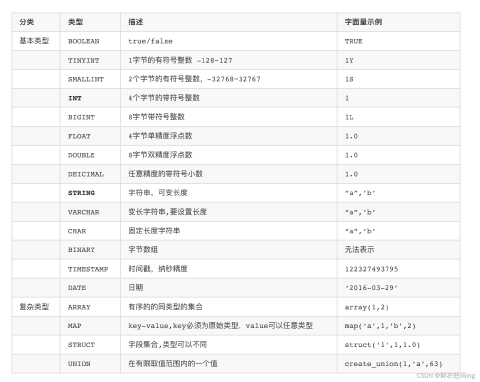 分类 类型 描述 字面量示例
基本类型 BOOLEAN true/false TRUE
TINYINT 1字节的有符号整数 -128~127 1Y
SMALLINT 2个字节的有符号整数，-32768~32767 1S
INT 4个字节的带符号整数 1
BIGINT 8字节带符号整数 1L
FLOAT 4字节单精度浮点数 1.0
DOUBLE 8字节双精度浮点数 1.0
DEICIMAL 任意精度的带符号小数 1.0
STRING 字符串，可变长度 “a”,’b’
VARCHAR 变长字符串,要设置长度 “a”,’b’
CHAR 固定长度字符串 “a”,’b’
BINARY 字节数组 无法表示
TIMESTAMP 时间戳，纳秒精度 122327493795
DATE 日期 ‘2016-03-29’
复杂类型 ARRAY 有序的的同类型的集合 array(1,2)
MAP key-value,key必须为原始类型，value可以任意类型 map(‘a’,1,’b’,2)
STRUCT 字段集合,类型可以不同 struct(‘1’,1,1.0)
UNION 在有限取值范围内的一个值 create_union(1,’a’,63)